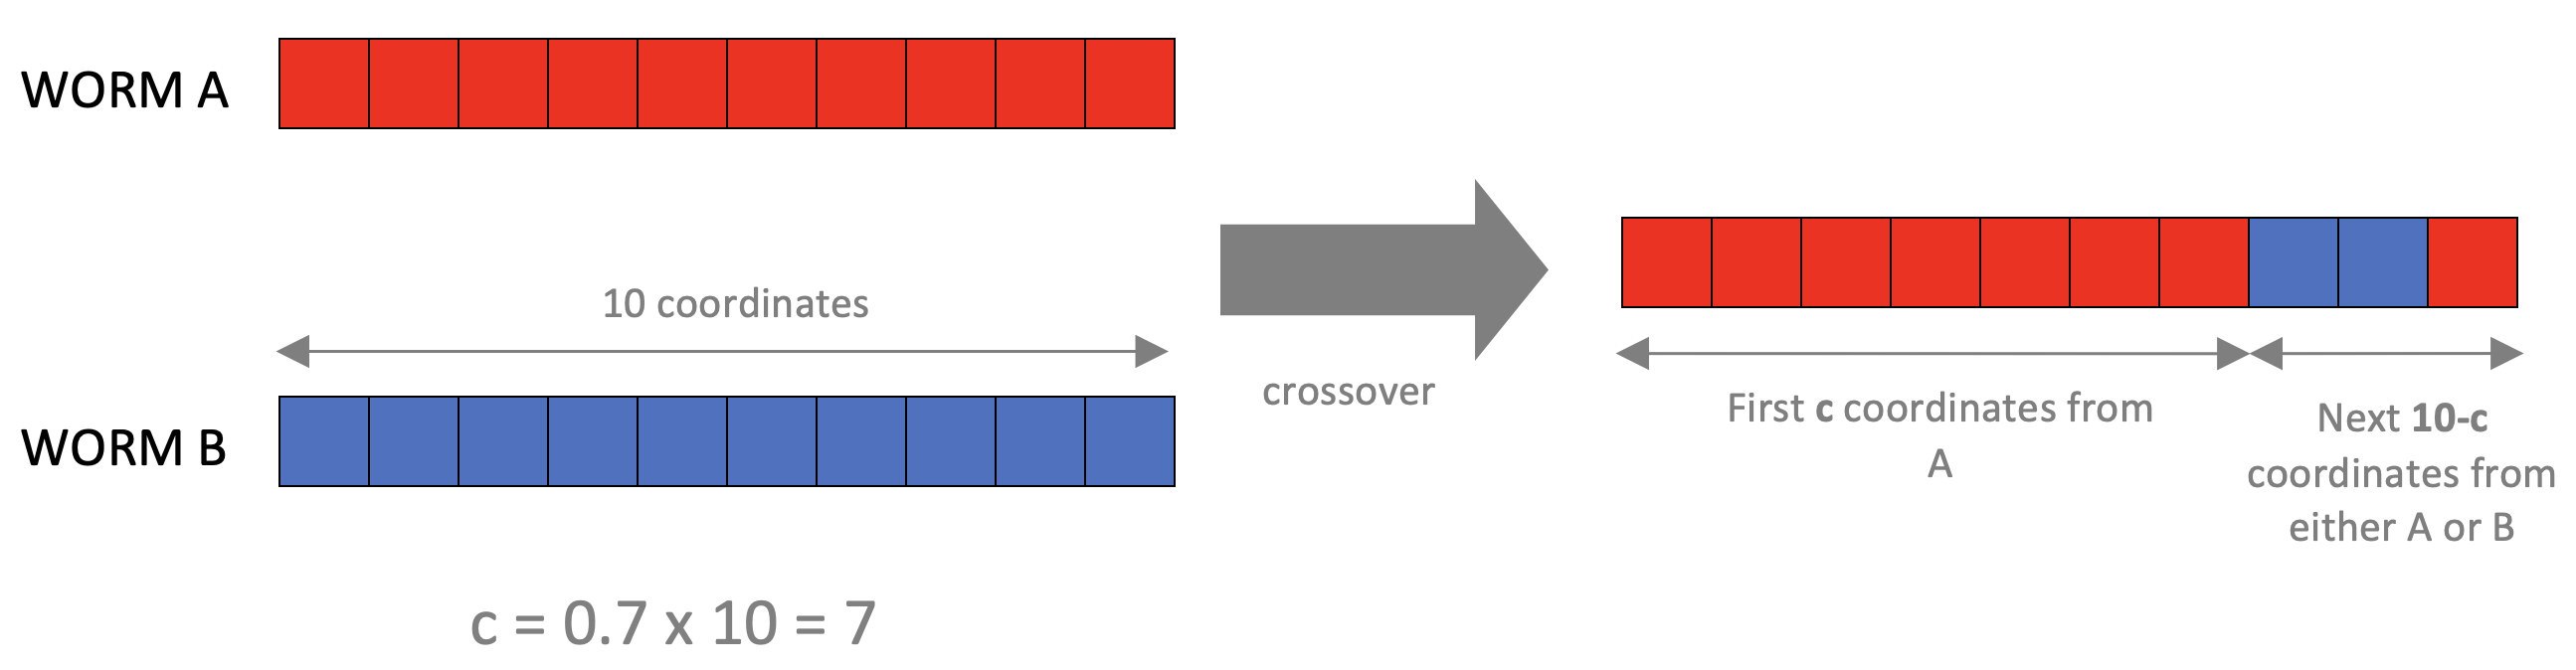 WORM A
10 coordinates
WORM B
c = 0.7 x 10 = 7
crossover
First c coordinates from
A
Next 10-c
coordinates from
either A or B